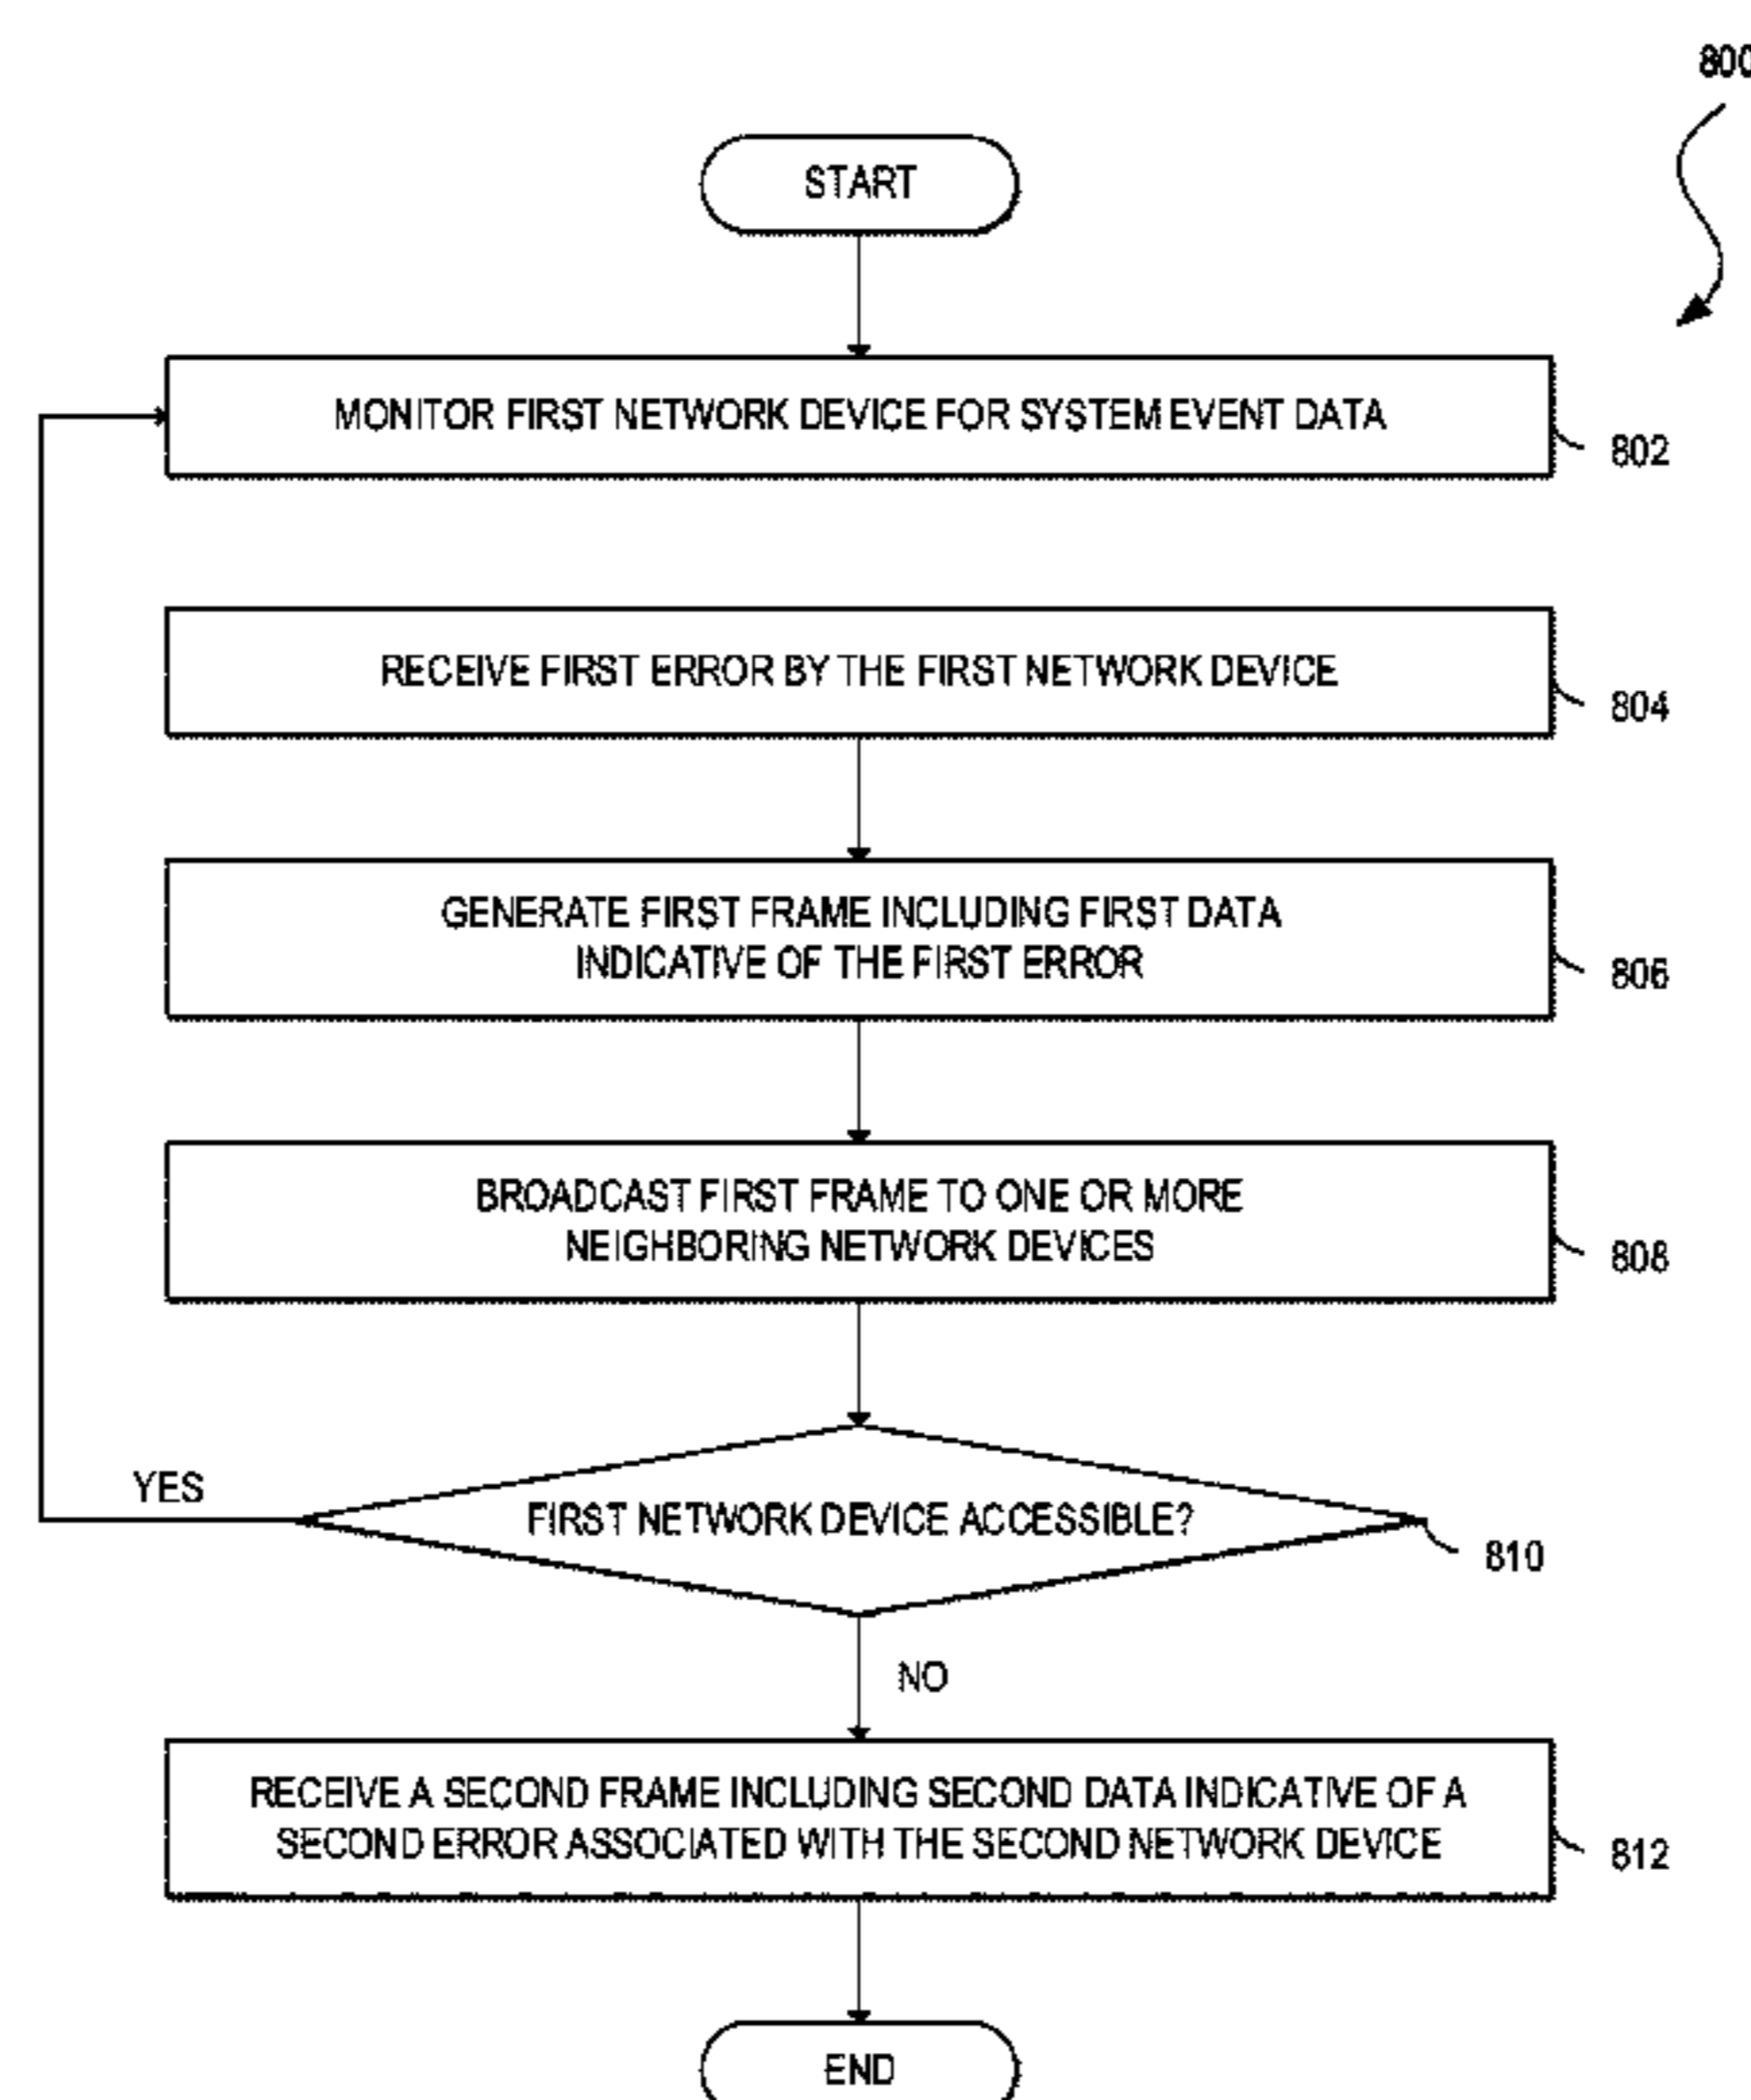 800
START
MONITOR FIRST NETWORK DEVICE FOR SYSTEM EVENT DATA
802
RECEIVE FIRST ERROR BY THE FIRST NETWORK DEVICE
804
GENERATE FIRST FRAME INCLUDING FIRST DATA
INDICATIVE OF THE FIRST ERROR
806
BROADCAST FIRST FRAME TO ONE OR MORE
NEIGHBORING NETWORK DEVICES
808
YES
FIRST NETWORK DEVICE ACCESSIBLE?
810
NO
RECEIVE A SECOND FRAME INCLUDING SECOND DATA INDICATIVE OF A
SECOND ERROR ASSOCIATED WITH THE SECOND NETWORK DEVICE
812
END